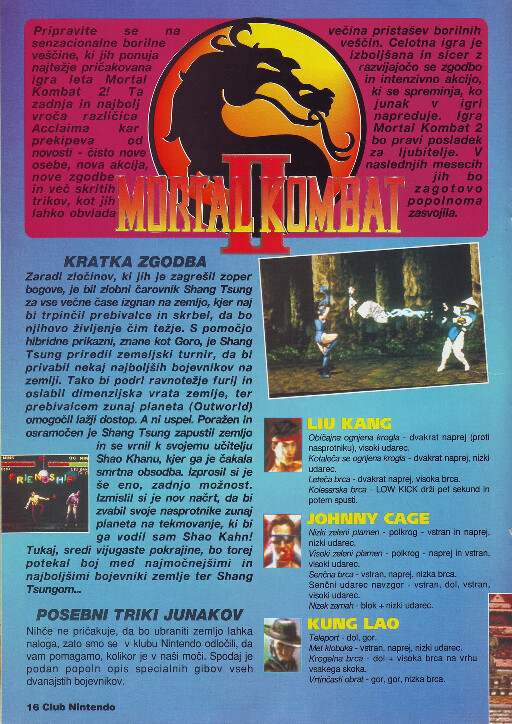 Pripravite se na
senzacionalne borilne
veščine, ki jih ponuja
najtežje pričakovana
igra leta Mortal
Kombat 2! Ta
zadnja in najbolj
vroča različica
Acclaima kar
prekipeva od
novosti - čisto nove
osebe, nova akcija,
nove zgodbe
in več skritih
trikov, kot jih
lahko obvlada
večina pristašev borilnih
veščin. Celotna igra je
izboljšana in sicer z
razvijajočo se zgodbo
in intenzivno akcijo,
ki se spreminja, ko
junak v igri
napreduje. Igra
Mortal Kombat 2
bo pravi posladek
za ljubitelje. V
naslednjih mesecih
jih bo
zagotovo
popolnoma
zasvojila.
MORTAL KOMBAT
II
KRATKA ZGODBA
Zaradi zločinov, ki jih je zagrešil zoper
bogove, je bil zlobni čarovnik Shang Tsung
za vse večne čase izgnan na zemljo, kjer naj
bi trpinčil prebivalce in skrbel, da bo
njihovo življenje čim težje. S pomočjo
hibridne prikazni, znane kot Goro, je Shang
Tsung priredil zemeljski turnir, da bi
privabil nekaj najboljših bojevnikov na
zemlji. Tako bi podrl ravnotežje furij in
oslabil dimenzijska vrata zemlje, ter
prebivalcem zunaj planeta (Outworld)
omogočil lažji dostop. A ni uspel. Poražen in
osramočen je Shang Tsung zapustil zemljo
in se vrnil k svojemu učitelju
Shao Khanu, kjer ga je čakala
smrtna obsodba. Izprosil si je
še eno, zadnjo možnost.
Izmislil si je nov načrt, da bi
zvabil svoje nasprotnike zunaj
planeta na tekmovanje, ki bi
ga vodil sam Shao Kahn!
Tukaj, sredi vijugaste pokrajine, bo torej
potekal boj med najmočnejšimi in
najboljšimi bojevniki zemlje ter Shang
Tsungom...
FRIENDSHIP
POSEBNI TRIKI JUNAKOV
Nihče ne pričakuje, da bo ubraniti zemljo lahka
naloga, zato smo se v klubu Nintendo odločili, da
vam pomagamo, kolikor je v naši moči. Spodaj je
podan popoln opis specialnih gibov vseh
dvanajstih bojevnikov.
LIU KANG
Običajna ognjena krogla - dvakrat naprej (proti
nasprotniku), visoki udarec.
Kotaleča se ognjena krogla - dvakrat naprej, nizki
udarec.
Leteča brca - dvakrat naprej, visoka brca.
Kolesarska brca - LOW KICK drži pet sekund in
potem spusti.
JOHNNY CAGE
Nizki zeleni plamen - polkrog - vstran in naprej,
nizki udarec.
Visoki zeleni plamen - polkrog - naprej in vstran,
visoki udarec.
Senčna brca - vstran, naprej, nizka brca.
Senčni udarec navzgor - vstran, dol, vstran,
visoki udarec.
Nizek zamah - blok + nizki udarec.
KUNG LAO
Teleport - dol, gor.
Met klobuka - vstran, naprej, nizki udarec.
Krogelna brca - dol + visoka brca na vrhu
vsakega skoka.
Vrtinčasti obrat - gor, gor, nizka brca.
16 Club Nintendo